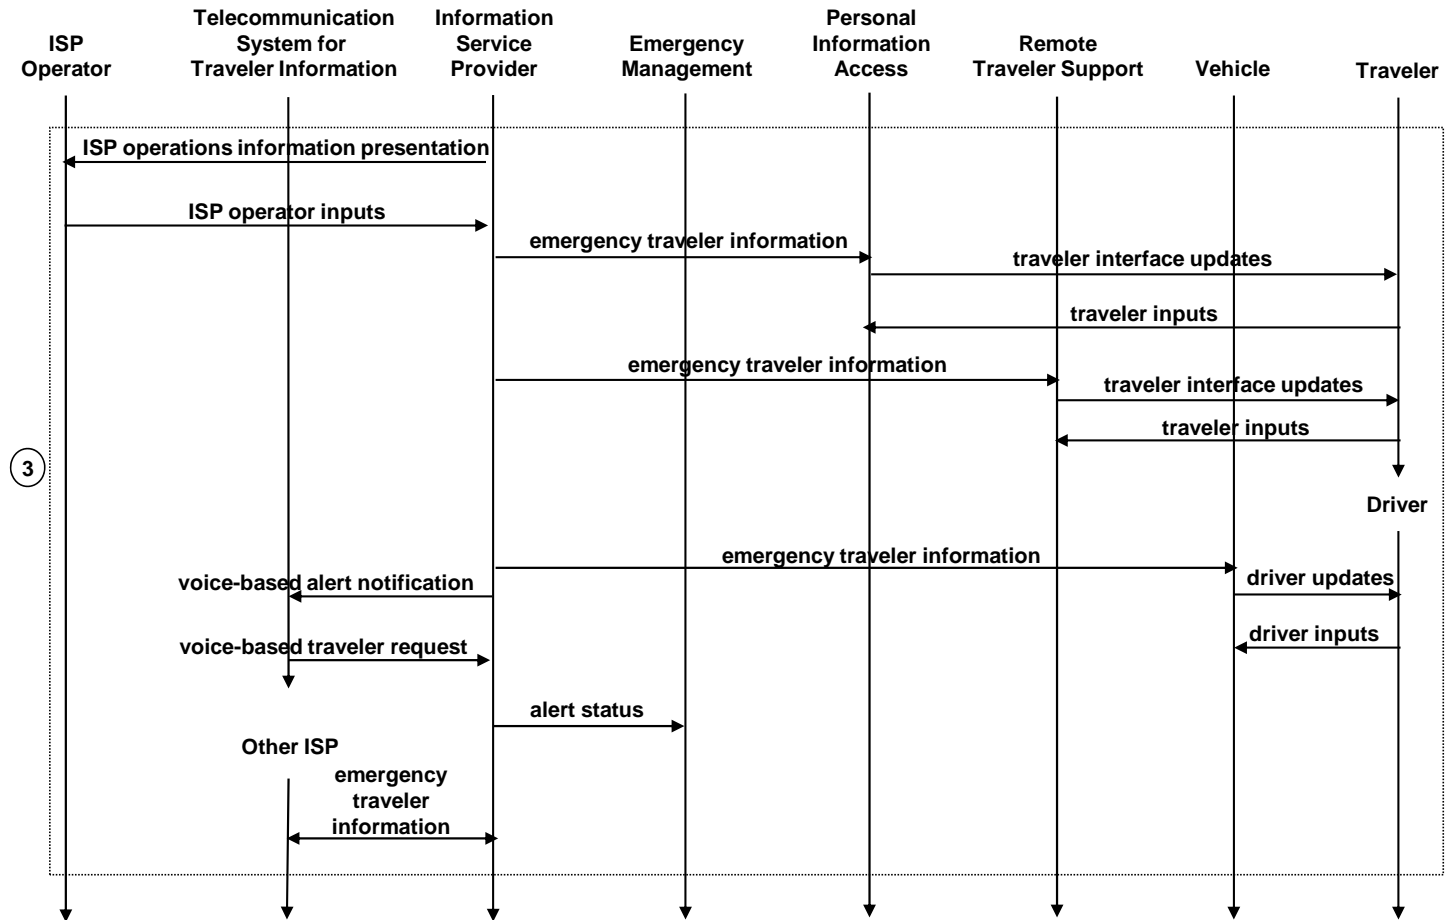 ISP
Operator
Telecommunication
System for
Traveler Information
Information
Service
Provider
Emergency
Management
Personal
Information
Access
Remote
Traveler Support
Vehicle
Traveler
ISP operations information presentation
ISP operator inputs
emergency traveler information
traveler interface updates
traveler inputs
emergency traveler information
traveler interface updates
traveler inputs
3
Driver
emergency traveler information
voice-based alert notification
driver updates
voice-based traveler request
driver inputs
alert status
Other ISP
emergency
traveler
information